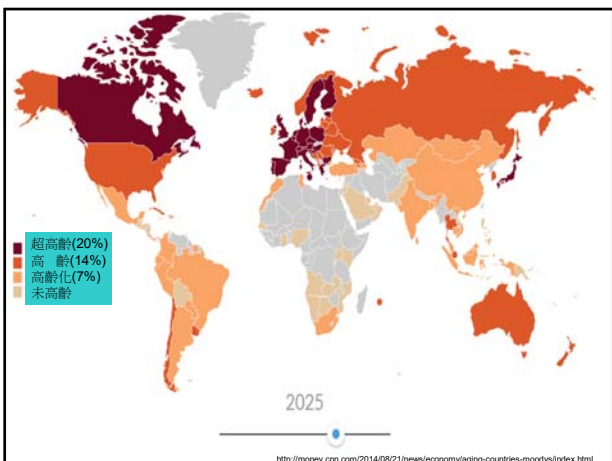 超高齡(20%)
高 齡(14%)
高齡化(7%)
未高齡
2025
http://money.cnn.com/2014/08/21/news/economy/aging-countries-moodys/index.html